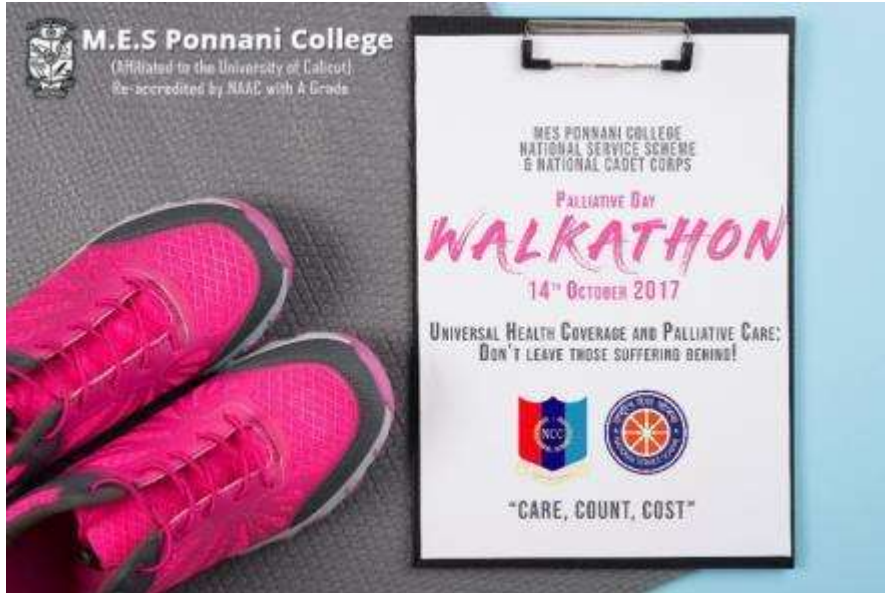 M.E.S Ponnani College
(Affiliated to the University of Calicut)
Re-accredited by NAAC with A Grade
MES PONNANI COLLEGE
NATIONAL SERVICE SCHEME
& NATIONAL CADET CORPS
PALLIATIVE DAY
WALKATHON
14TH OCTOBER 2017
UNIVERSAL HEALTH COVERAGE AND PALLIATIVE CARE:
DON'T LEAVE THOSE SUFFERING BEHIND!
NCC
"CARE, COUNT, COST"